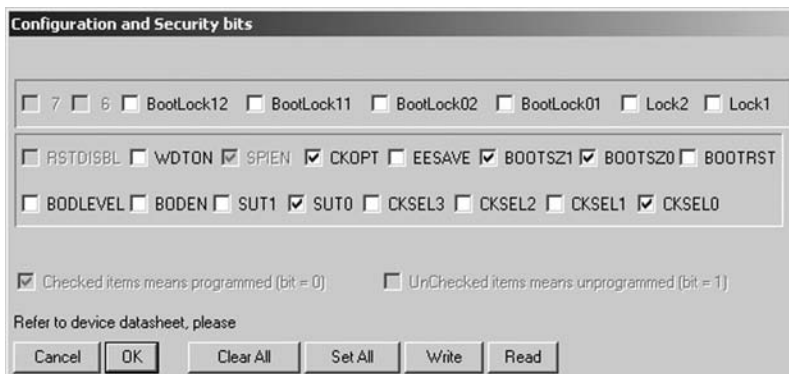 Configuration and Security bits
7 6 BootLock12 BootLock11 BootLock02 BootLock01 Lock2 Lock1
RSTDISBL WDTON SPIEN CKOPT EESAVE BOOTSZ1 BOOTSZ0 BOOTRST
BODLEVEL BODEN SUT1 SUT0 CKSEL3 CKSEL2 CKSEL1 CKSEL0
Checked items means programmed (bit = 0) UnChecked items means unprogrammed (bit = 1)
Refer to device datasheet, please
Cancel OK Clear All Set All Write Read